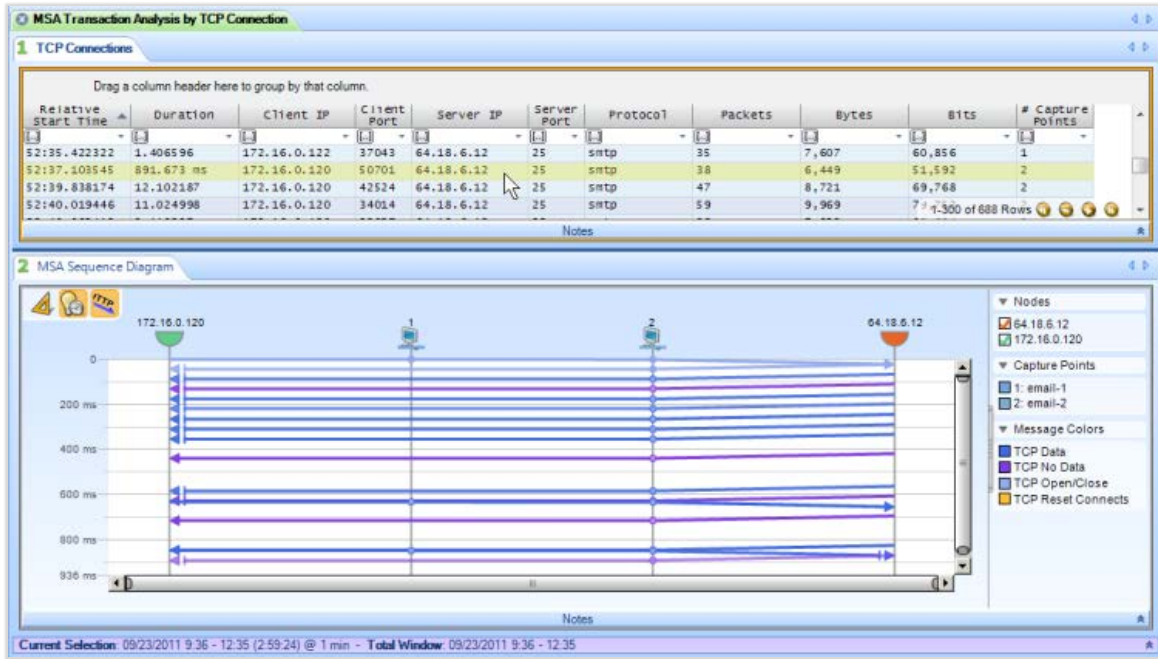 MSA Transaction Analysis by TCP Connection
1 TCP Connections
Drag a column header here to group by that column.
Relative Start Time Duration Client IP Client Port Server IP Server Port Protocol Packets Bytes Bits # Capture Points
52:35.422322 1.406596 172.16.0.122 37043 64.18.6.12 25 smtp 35 7,607 60,856 1
52:37.103545 891.673 ms 172.16.0.120 50701 64.18.6.12 25 smtp 38 6,449 51,592 2
52:39.838174 12.102187 172.16.0.120 42524 64.18.6.12 25 smtp 47 8,721 69,768 2
52:40.019446 11.024998 172.16.0.120 34014 64.18.6.12 25 smtp 59 9,969
1-300 of 688 Rows
Notes
2 MSA Sequence Diagram
HTTP
172.16.0.120 1 2 64.18.6.12
0
200 ms
400 ms
600 ms
800 ms
936 ms
Nodes
64.18.6.12
172.16.0.120
Capture Points
1: email-1
2: email-2
Message Colors
TCP Data
TCP No Data
TCP Open/Close
TCP Reset Connects
Notes
Current Selection: 09/23/2011 9:36 - 12:35 (2:59:24) @ 1 min - Total Window: 09/23/2011 9:36 - 12:35